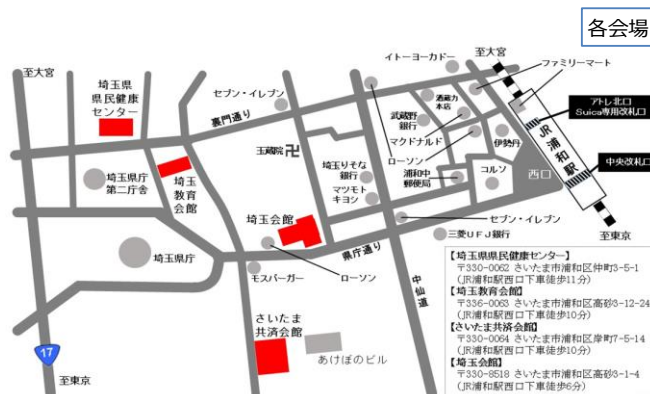 各会場
至大宮
イトーヨーカドー
至大宮
ファミリーマート
埼玉県
県民健康
センター
セブン・イレブン
裏門通り
酒蔵力
本店
武蔵野
銀行
マクドナルド
アトレ北口
Suica専用改札口
JR浦和駅
玉蔵院
ローソン
伊勢丹
中央改札口
埼玉県庁
第二庁舎
埼玉
教育
会館
埼玉りそな
銀行
マツモト
キヨシ
浦和中
郵便局
コルソ
西口
埼玉会館
セブン・イレブン
三菱UFJ銀行
至東京
埼玉県庁
県庁通り
モスバーガー
ローソン
中仙道
さいたま
共済会館
あけぼのビル
17
至東京
【埼玉県県民健康センター】
〒330-0062 さいたま市浦和区仲町3-5-1
(JR浦和駅西口下車徒歩11分)
【埼玉教育会館】
〒336-0063 さいたま市浦和区高砂3-12-24
(JR浦和駅西口下車徒歩10分)
【さいたま共済会館】
〒330-0064 さいたま市浦和区岸町7-5-14
(JR浦和駅西口下車徒歩10分)
【埼玉会館】
〒330-8518 さいたま市浦和区高砂3-1-4
(JR浦和駅西口下車徒歩6分)